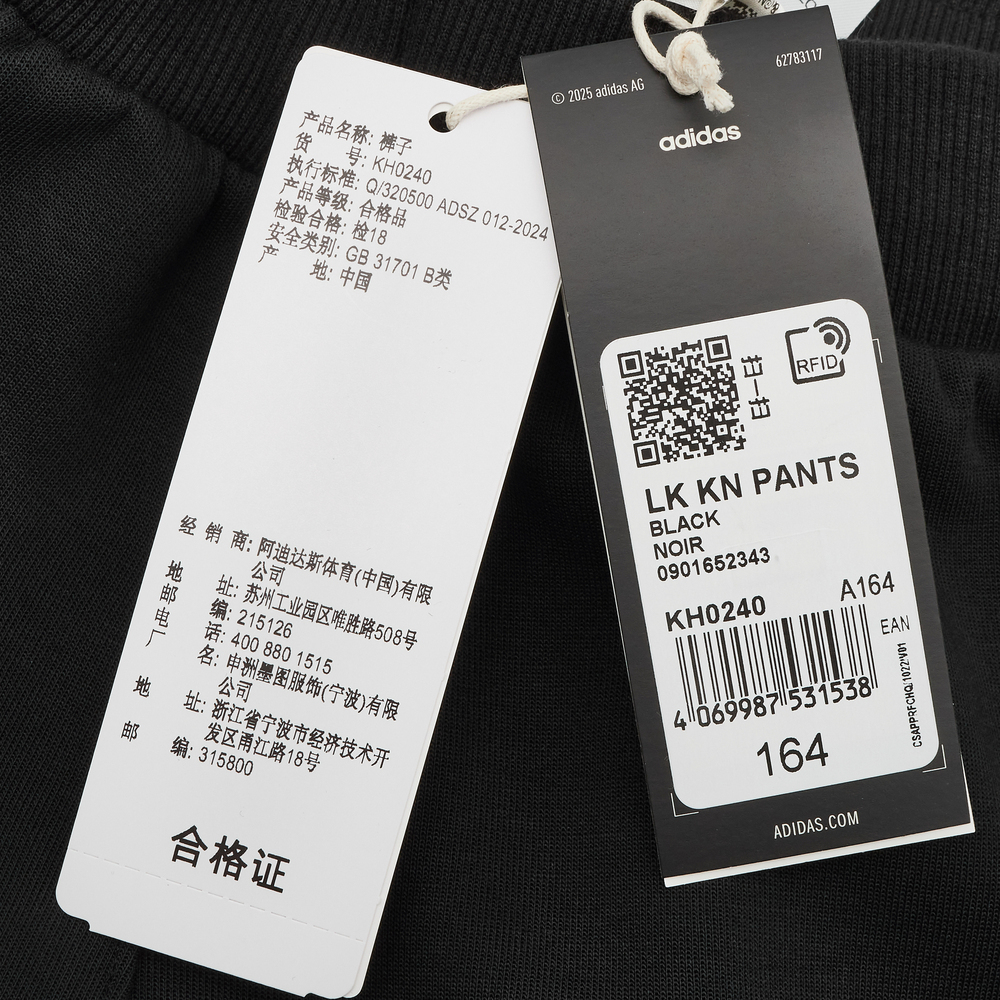 产品名称: 裤子
货 号: KH0240
执行标准: Q/320500 ADSZ 012-2024
产品等级: 合格品
检验合格: 检18
安全类别: GB 31701 B类
产 地: 中国
经 销 商: 阿迪达斯体育(中国)有限
公司
地 址: 苏州工业园区唯胜路508号
邮 编: 215126
电 话: 400 880 1515
厂 名: 申洲墨图服饰(宁波)有限
公司
地 址: 浙江省宁波市经济技术开
发区甬江路18号
邮 编: 315800
合格证
© 2025 adidas AG
62783117
adidas
RFID
LK KN PANTS
BLACK
NOIR
0901652343
KH0240
A164
EAN
4 069987 531538
CSAPPRFCHQ/1022/V01
164
ADIDAS.COM